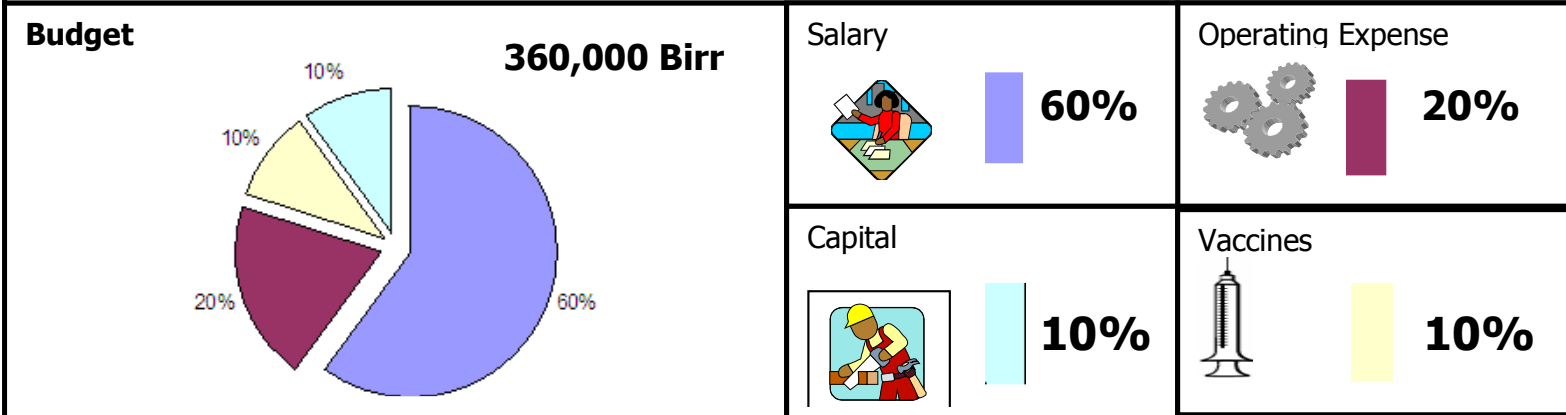 Budget
360,000 Birr
10%
10%
20%
60%
Salary
60%
Operating Expense
20%
Capital
10%
Vaccines
10%